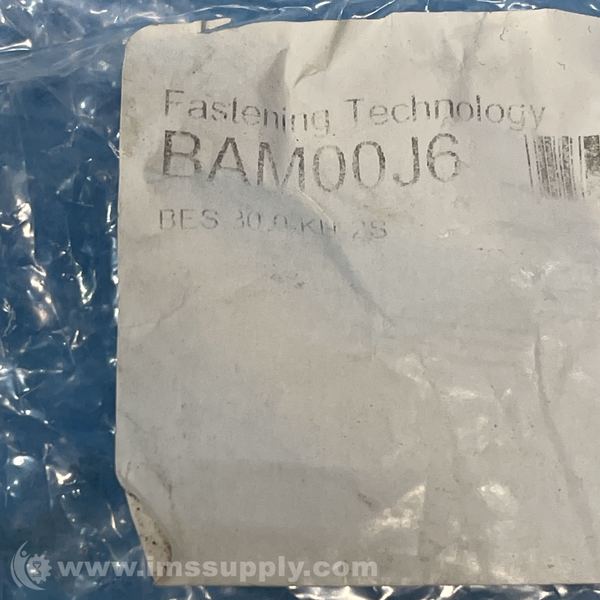 Fastening Technology
BAM00J6
BES 30,0-KH-2S
www.imssupply.com